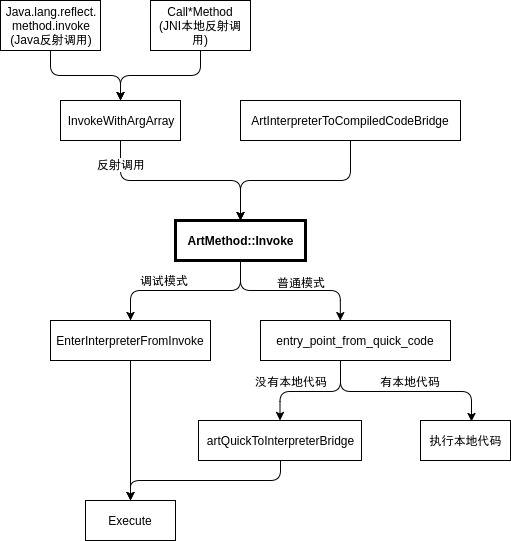 Java.lang.reflect.
method.invoke
(Java反射调用)
Call*Method
(JNI本地反射调
用)
InvokeWithArgArray
ArtInterpreterToCompiledCodeBridge
反射调用
ArtMethod::Invoke
调试模式
普通模式
EnterInterpreterFromInvoke
entry_point_from_quick_code
没有本地代码
有本地代码
artQuickToInterpreterBridge
执行本地代码
Execute